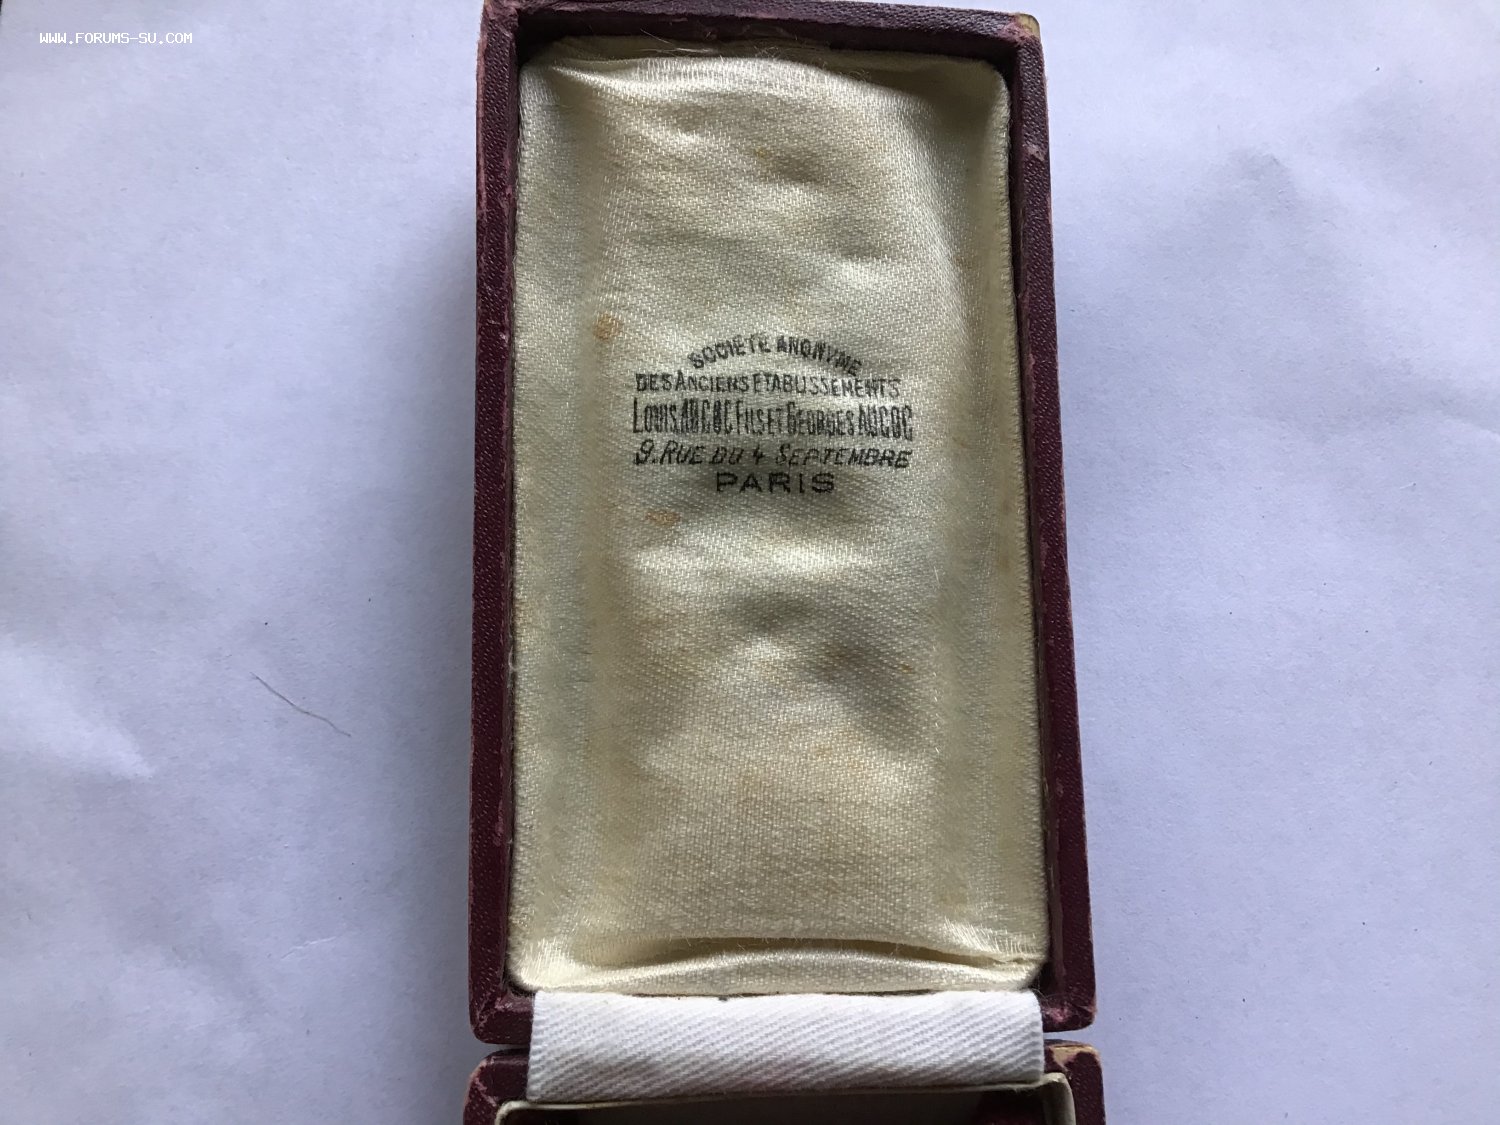 WWW.FORUMS-SU.COM
SOCIETE ANONYME
DES ANCIENS ETABLISSEMENTS
LOUIS AUCOC FILS ET GEORGES AUCOC
9. RUE DU 4 SEPTEMBRE
PARIS